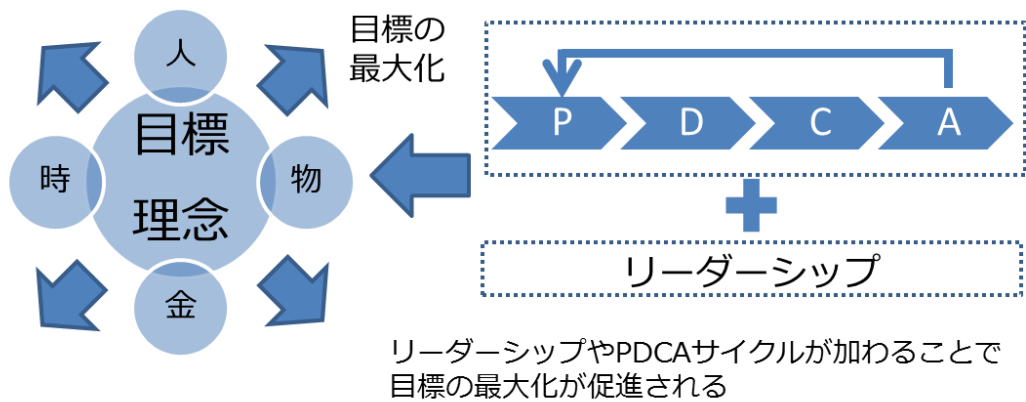 人
目標
理念
時
物
金
目標の
最大化
P
D
C
A
リーダーシップ
リーダーシップやPDCAサイクルが加わることで
目標の最大化が促進される